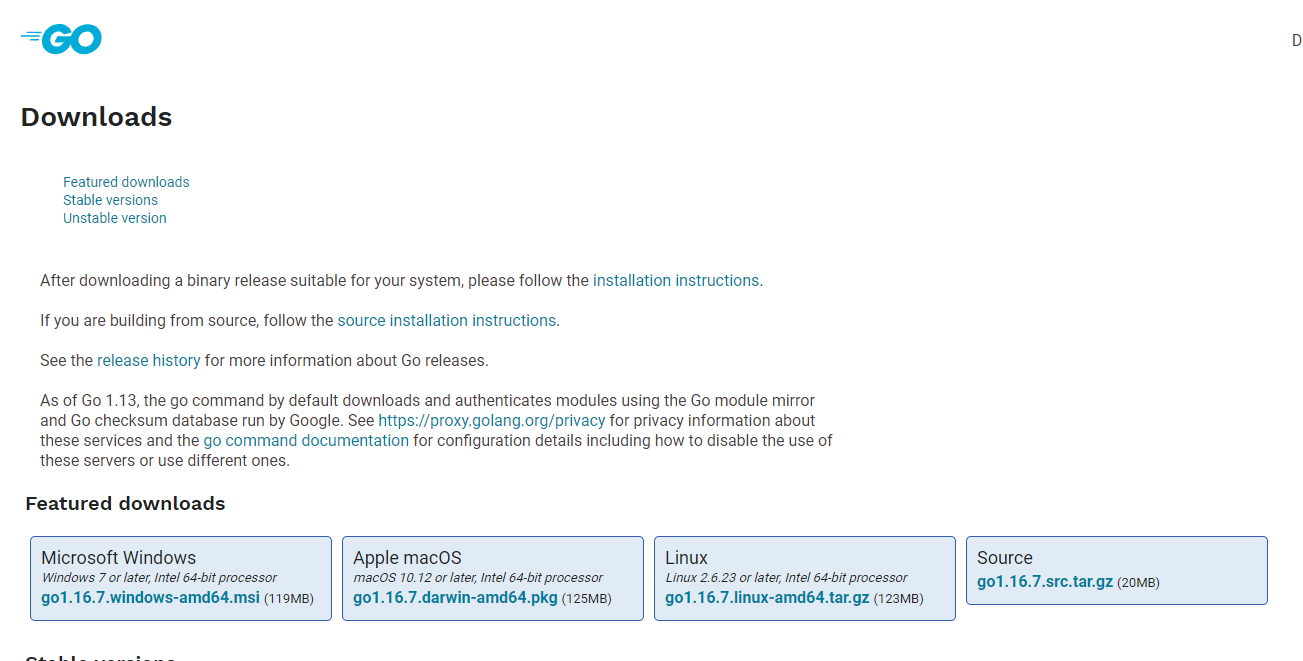 GO
D
Downloads
Featured downloads
Stable versions
Unstable version
After downloading a binary release suitable for your system, please follow the installation instructions.
If you are building from source, follow the source installation instructions.
See the release history for more information about Go releases.
As of Go 1.13, the go command by default downloads and authenticates modules using the Go module mirror
and Go checksum database run by Google. See https://proxy.golang.org/privacy for privacy information about
these services and the go command documentation for configuration details including how to disable the use of
these servers or use different ones.
Featured downloads
Microsoft Windows
Windows 7 or later, Intel 64-bit processor
go1.16.7.windows-amd64.msi (119MB)
Apple macOS
macOS 10.12 or later, Intel 64-bit processor
go1.16.7.darwin-amd64.pkg (125MB)
Linux
Linux 2.6.23 or later, Intel 64-bit processor
go1.16.7.linux-amd64.tar.gz (123MB)
Source
go1.16.7.src.tar.gz (20MB)
Stable versions